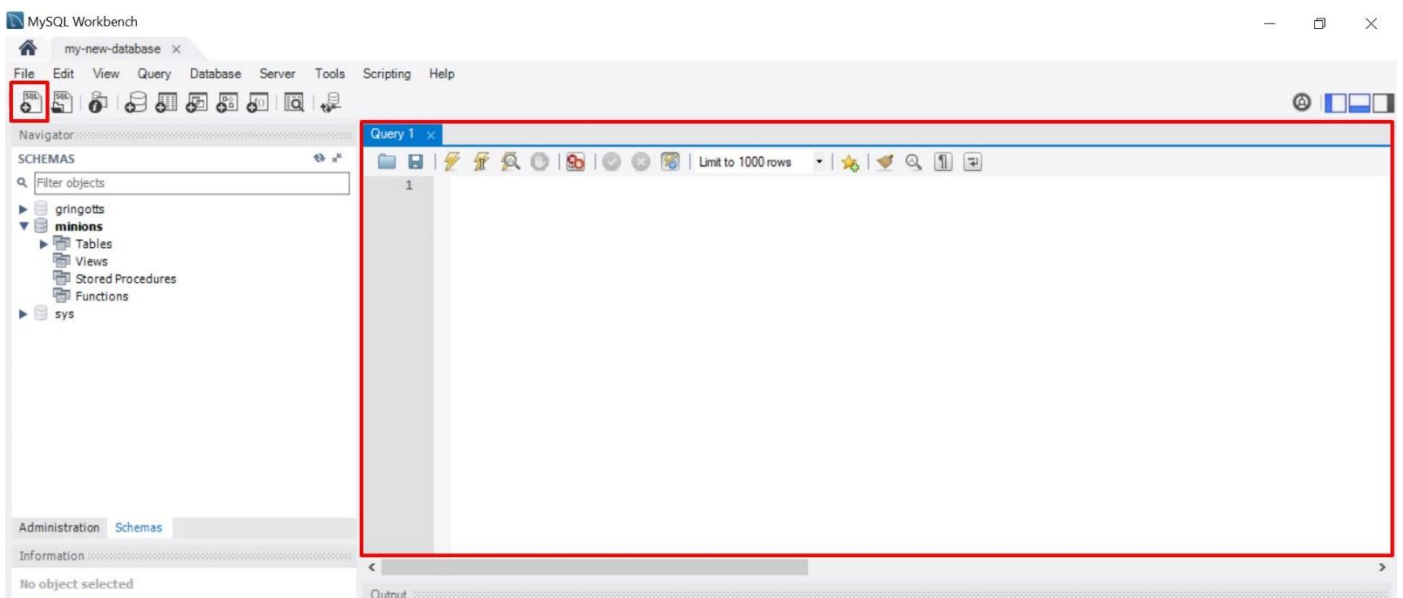 MySQL Workbench
my-new-database
File Edit View Query Database Server Tools Scripting Help
SQL SQL
Navigator
SCHEMAS
Filter objects
gringotts
minions
Tables
Views
Stored Procedures
Functions
sys
Administration Schemas
Information
No object selected
Query 1
Limit to 1000 rows
1
Output